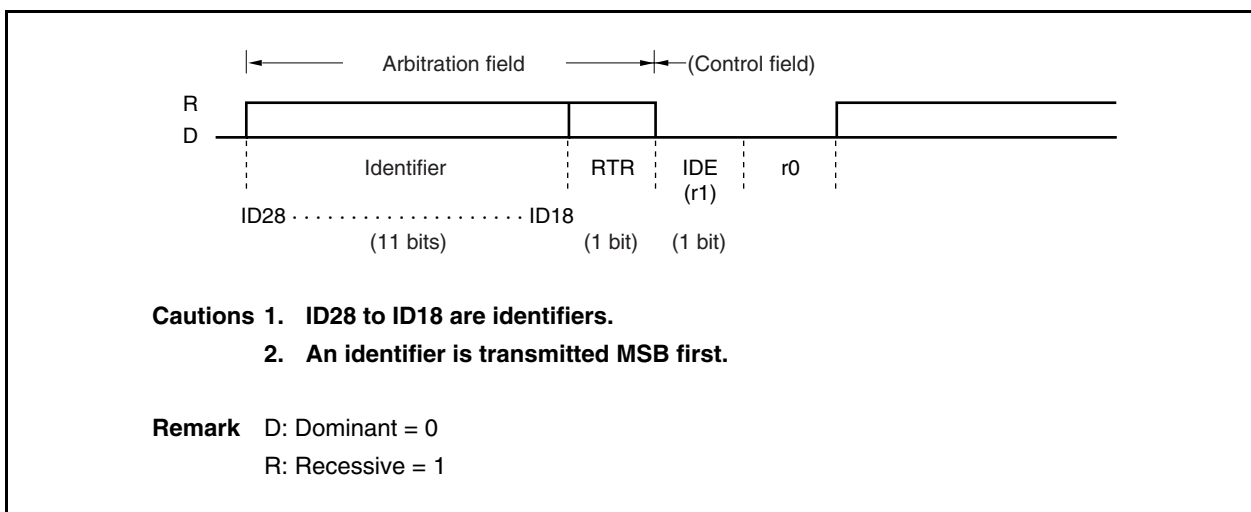 Arbitration field (Control field)
R
D
Identifier RTR IDE r0
(r1)
ID28 · · · · · · · · · · · · · · · · · · · · ID18
(11 bits) (1 bit) (1 bit)
Cautions 1. ID28 to ID18 are identifiers.
2. An identifier is transmitted MSB first.
Remark D: Dominant = 0
R: Recessive = 1